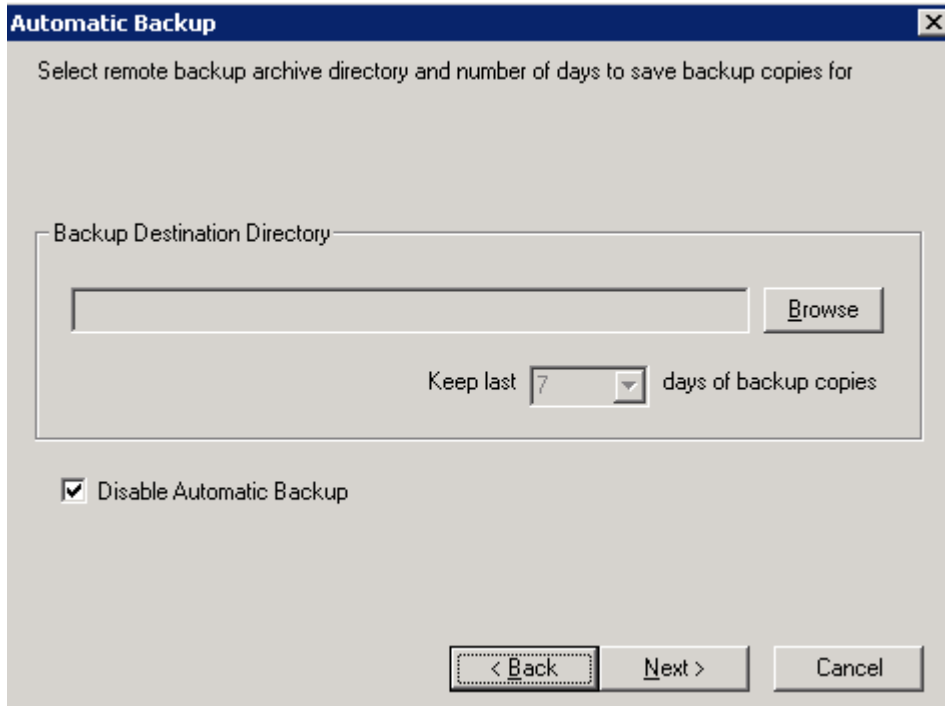 Automatic Backup
Select remote backup archive directory and number of days to save backup copies for
Backup Destination Directory
Browse
Keep last 7 days of backup copies
Disable Automatic Backup
< Back Next > Cancel